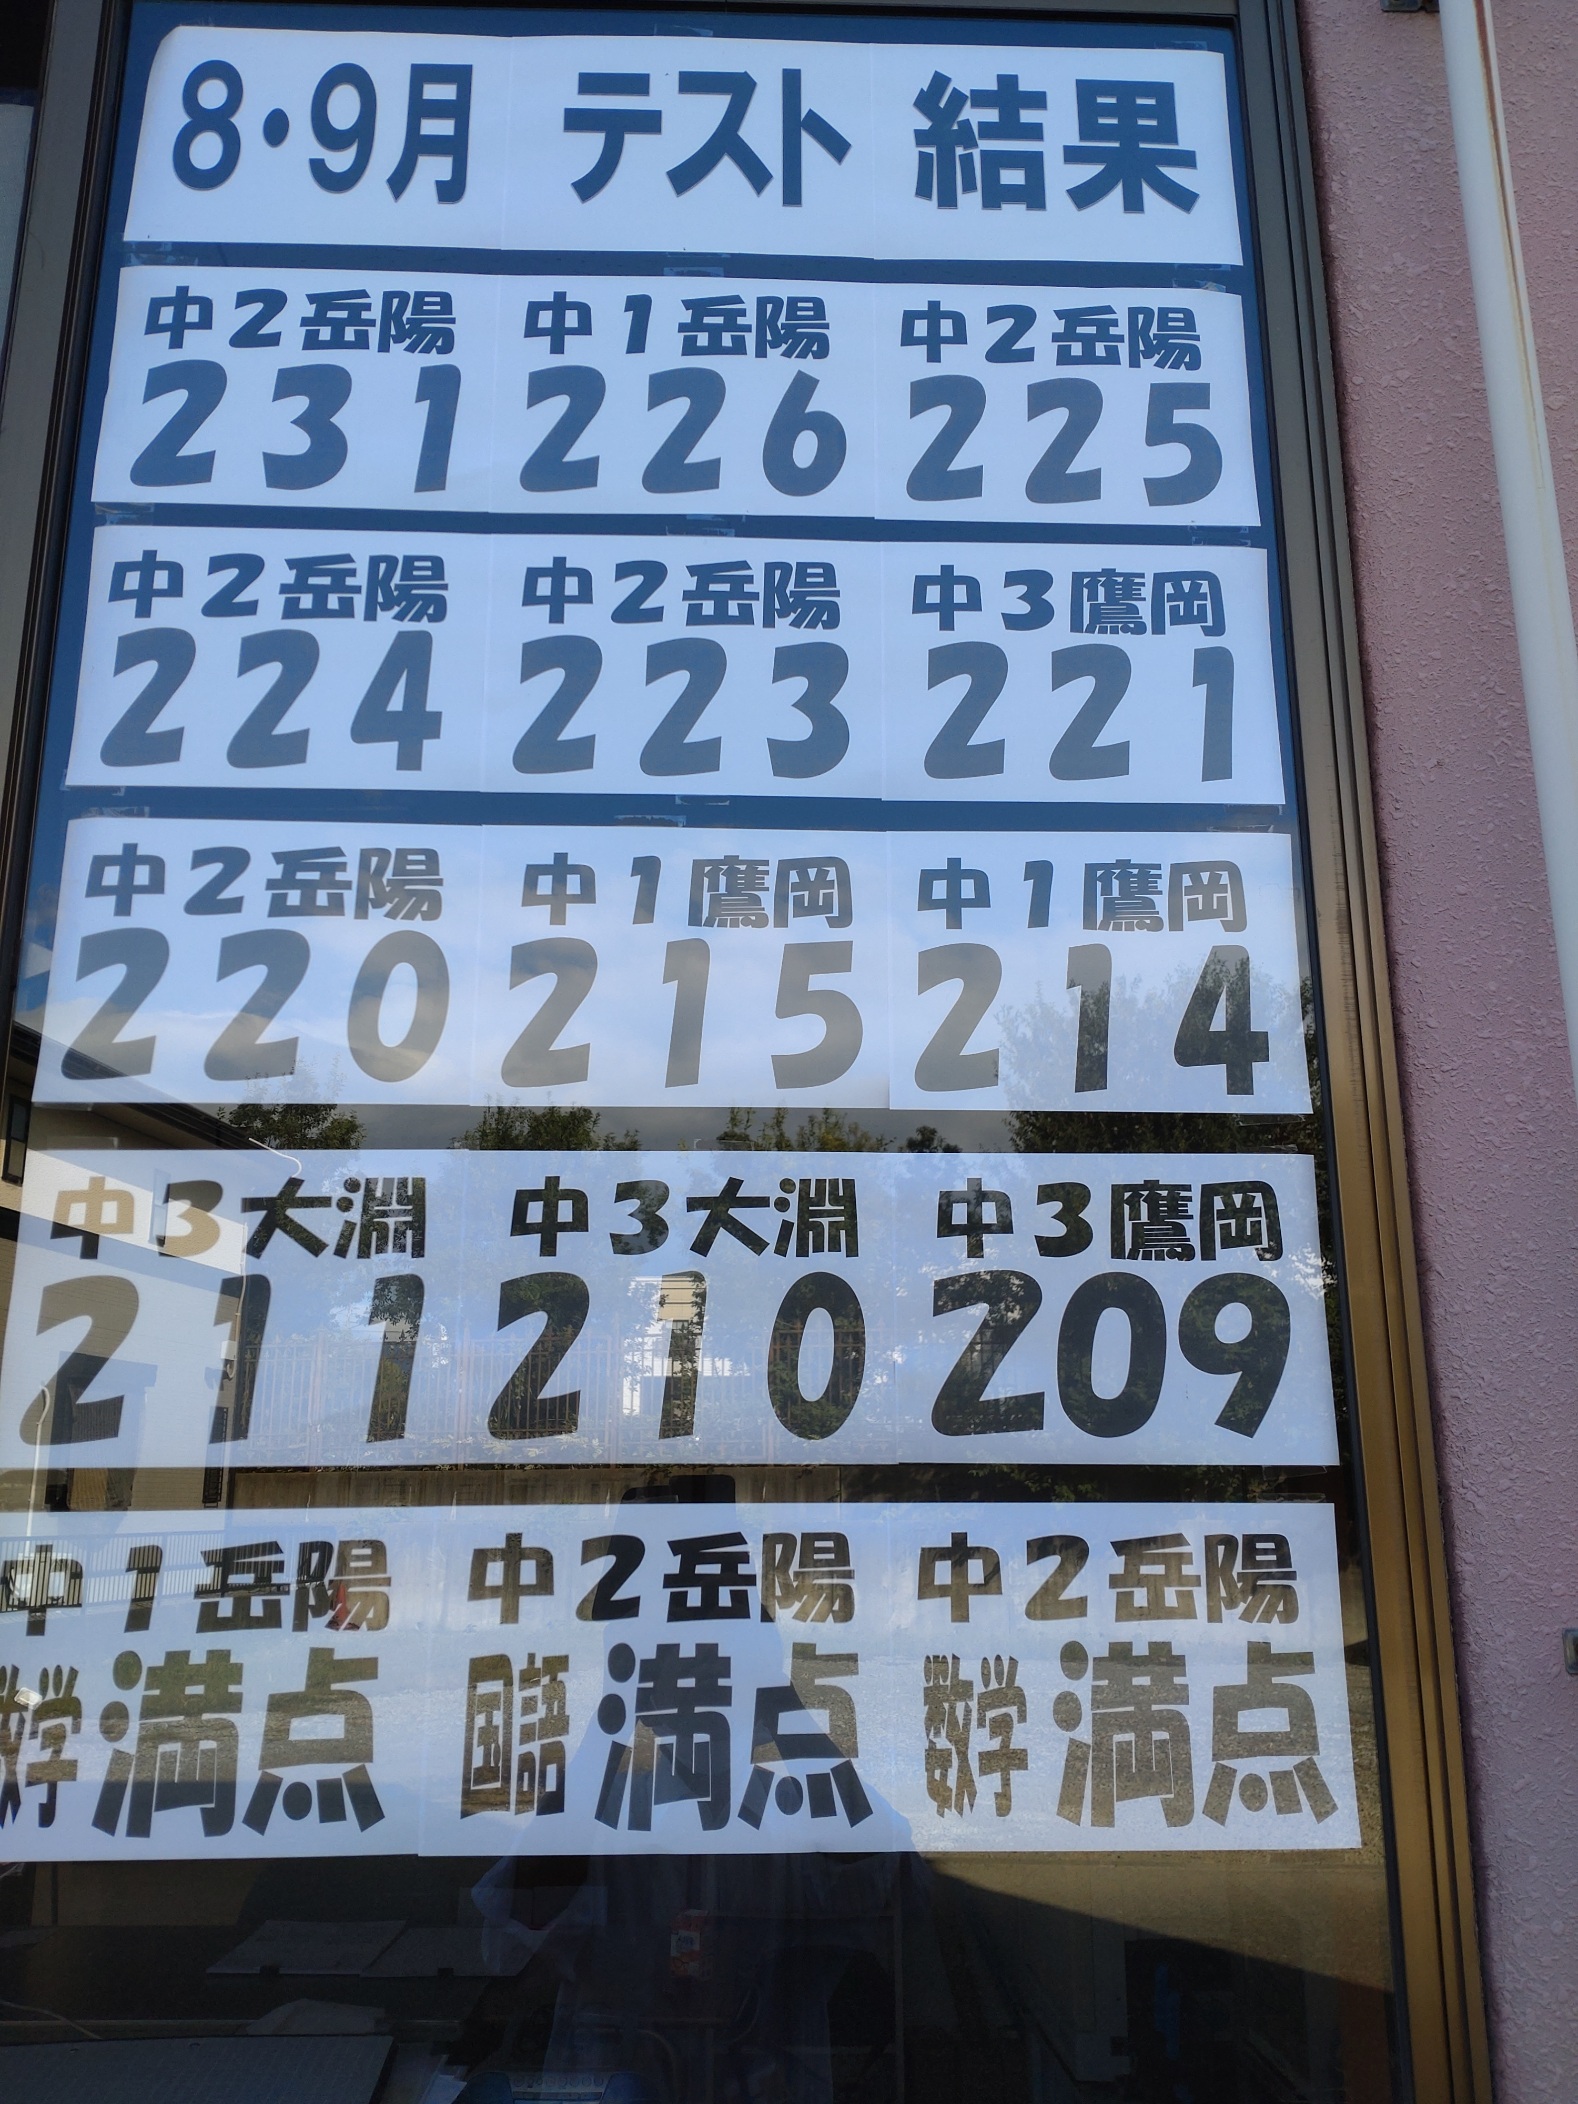 8・9月 テスト 結果
中2岳陽 中1岳陽 中2岳陽
231 226 225
中2岳陽 中2岳陽 中3鷹岡
224 223 221
中2岳陽 中1鷹岡 中1鷹岡
220 215 214
中3大淵 中3大淵 中3鷹岡
211 210 209
中1岳陽 中2岳陽 中2岳陽
数学満点 国語満点 数学満点